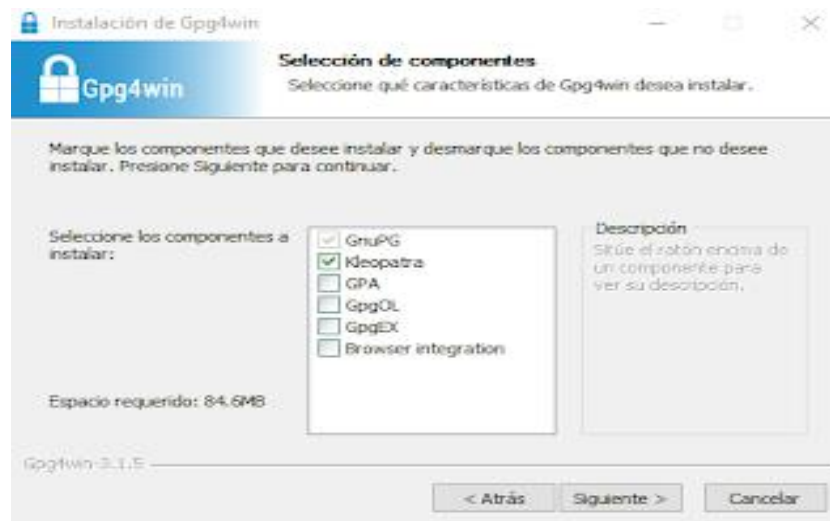 Instalación de Gpg4win
Gpg4win
Selección de componentes
Seleccione qué características de Gpg4win desea instalar.
Marque los componentes que desee instalar y desmarque los componentes que no desee
instalar. Presione Siguiente para continuar.
Seleccione los componentes a
instalar:
GnuPG
Kleopatra
GPA
GpgOL
GpgEX
Browser integration
Descripción
Sitúe el ratón encima de
un componente para
ver su descripción.
Espacio requerido: 84.6MB
Gpg4win-3.1.5
< Atrás
Siguiente >
Cancelar